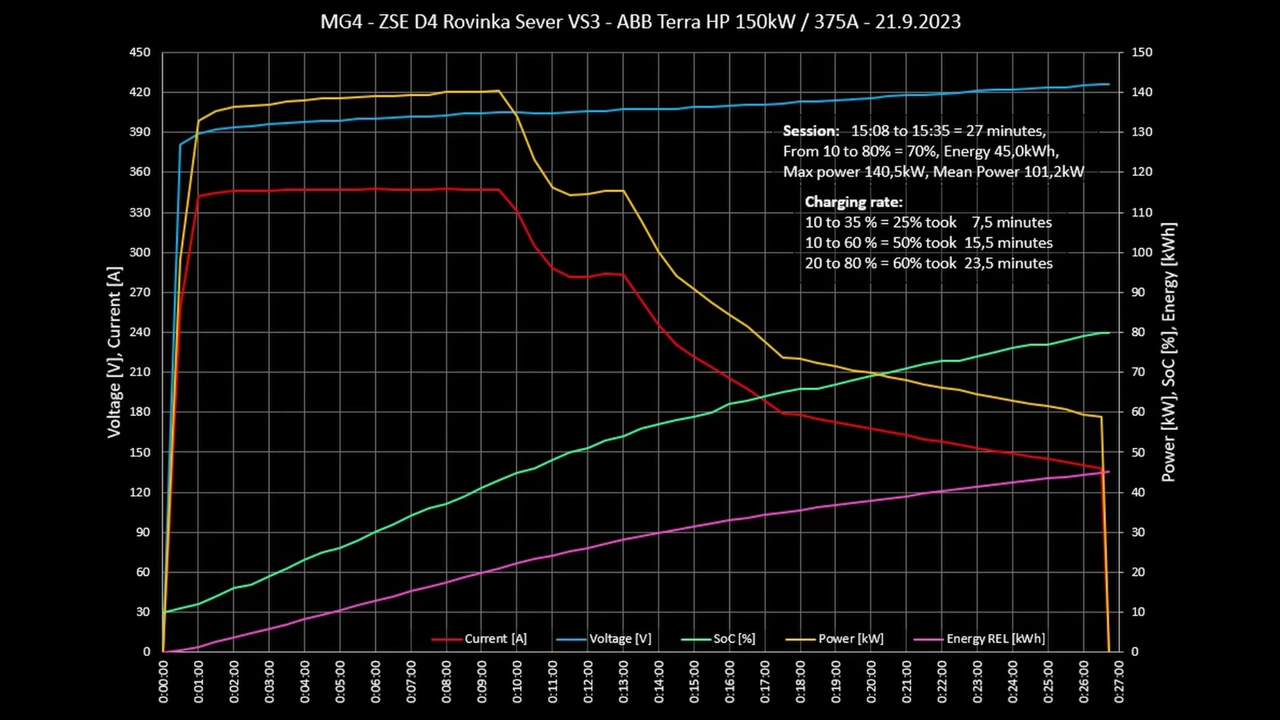 MG4 - ZSE D4 Rovinka Sever VS3 - ABB Terra HP 150kW / 375A - 21.9.2023
Voltage [V], Current [A]
450
420
390
360
330
300
270
240
210
180
150
120
90
60
30
0
Session: 15:08 to 15:35 = 27 minutes,
From 10 to 80% = 70%, Energy 45,0kWh,
Max power 140,5kW, Mean Power 101,2kW
Charging rate:
10 to 35 % = 25% took 7,5 minutes
10 to 60 % = 50% took 15,5 minutes
20 to 80 % = 60% took 23,5 minutes
150
140
130
120
110
100
90
80
70
60
50
40
30
20
10
0
Power [kW], SoC [%], Energy [kWh]
Current [A] Voltage [V] SoC [%] Power [kW] Energy REL [kWh]
0:00:00 0:01:00 0:02:00 0:03:00 0:04:00 0:05:00 0:06:00 0:07:00 0:08:00 0:09:00 0:10:00 0:11:00 0:12:00 0:13:00 0:14:00 0:15:00 0:16:00 0:17:00 0:18:00 0:19:00 0:20:00 0:21:00 0:22:00 0:23:00 0:24:00 0:25:00 0:26:00 0:27:00